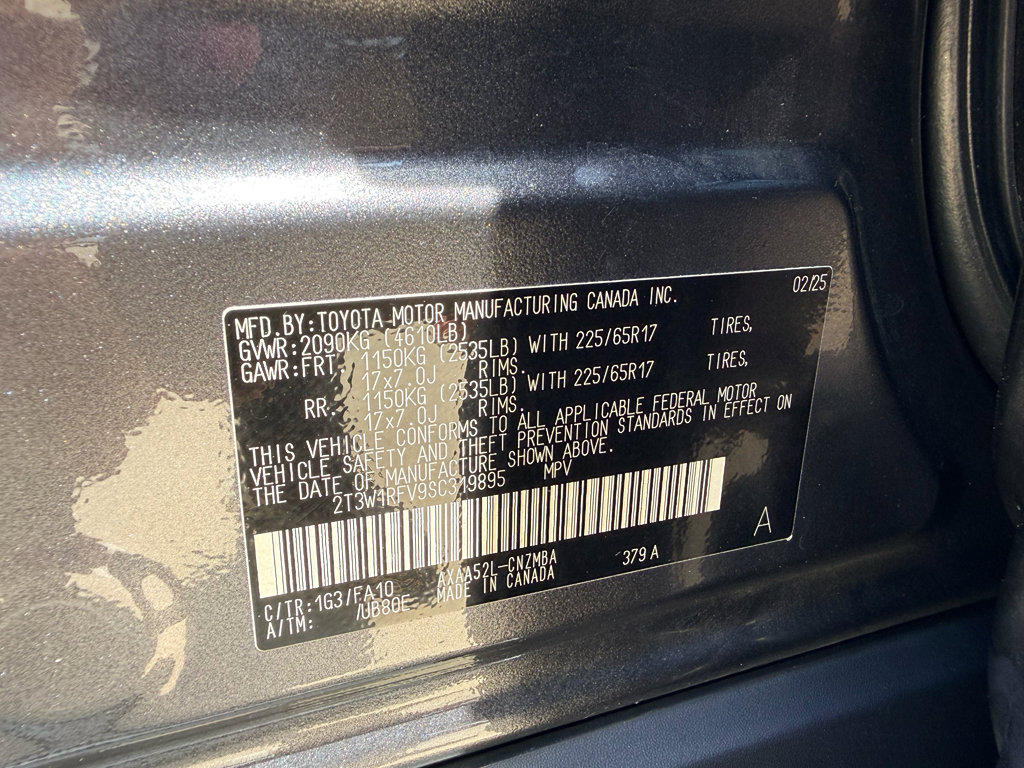 02/25
MFD.BY:TOYOTA MOTOR MANUFACTURING CANADA INC.
GVWR:2090KG (4610LB)
GAWR:FRT. 1150KG (2535LB) WITH 225/65R17 TIRES,
17x7.0J RIMS.
RR. 1150KG (2535LB) WITH 225/65R17 TIRES,
17x7.0J RIMS.
THIS VEHICLE CONFORMS TO ALL APPLICABLE FEDERAL MOTOR
VEHICLE SAFETY AND THEFT PREVENTION STANDARDS IN EFFECT ON
THE DATE OF MANUFACTURE SHOWN ABOVE.
2T3W1RFV9SC319895 MPV
A
C/TR:1G3/FA10 AXAA52L-CNZMBA 379A
A/TM: /UB80E MADE IN CANADA